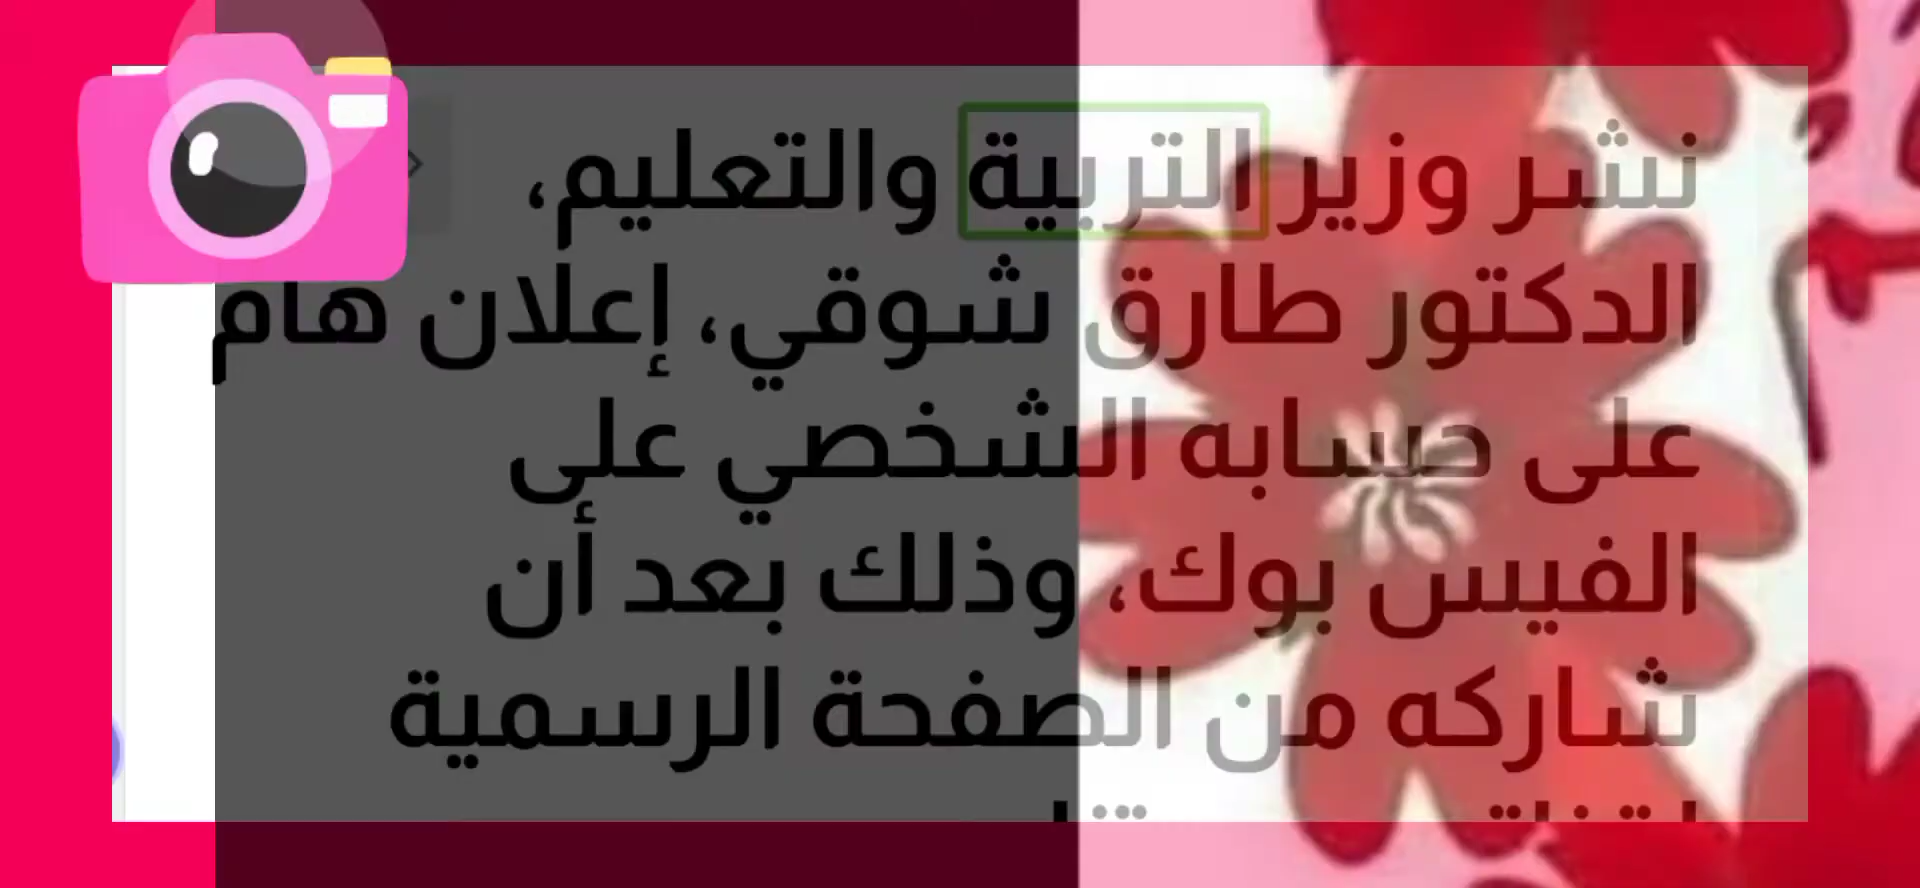 نشر وزير التربية والتعليم،
الدكتور طارق شوقي، إعلان هام
على حسابه الشخصي على
الفيس بوك، وذلك بعد أن
شاركه من الصفحة الرسمية